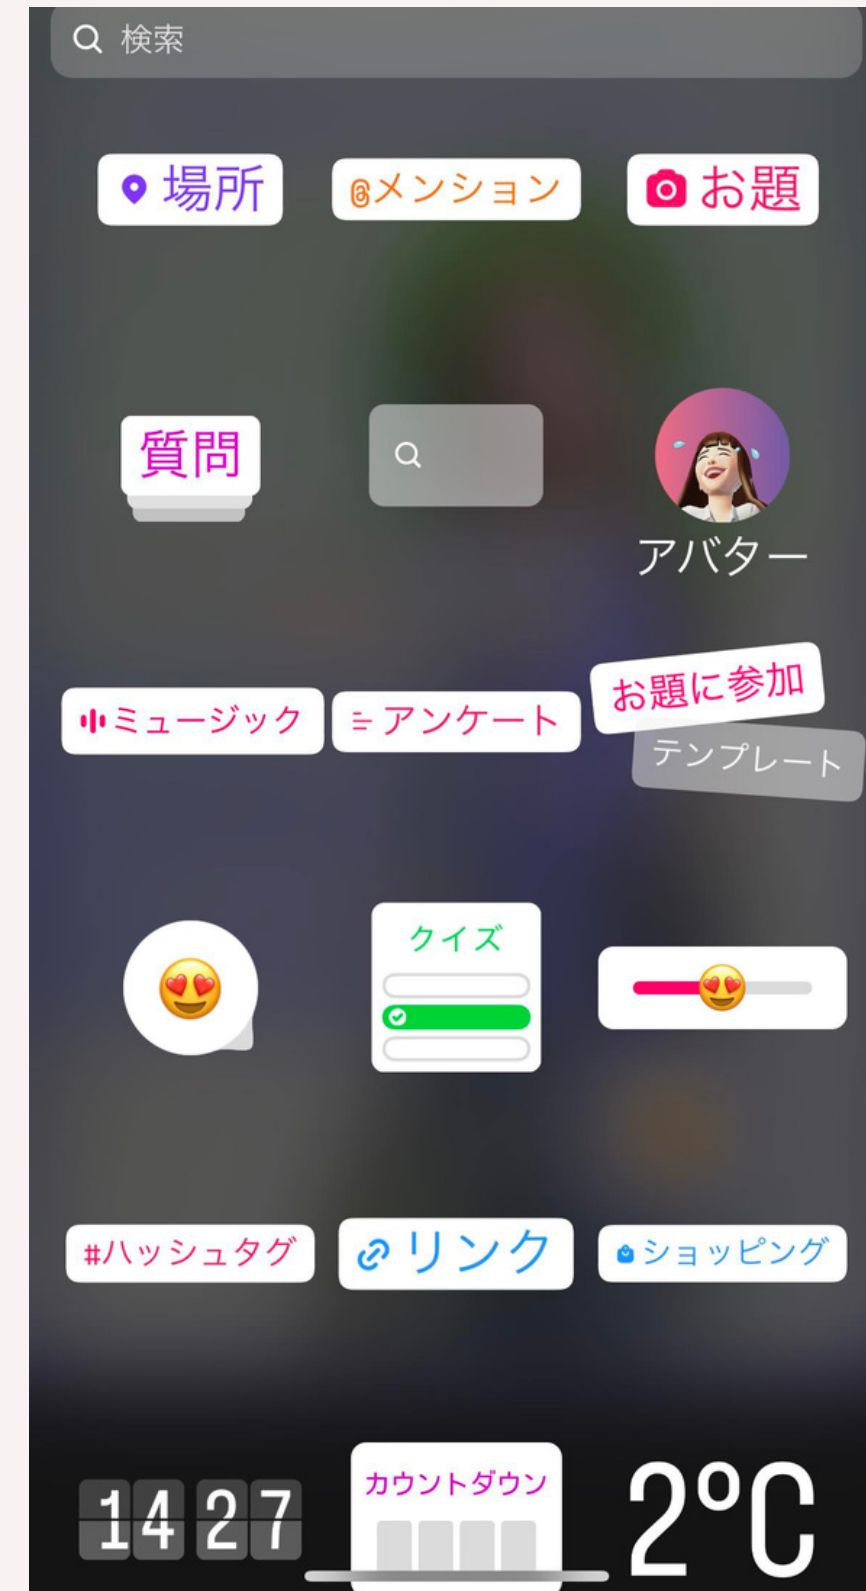 検索
場所
@メンション
お題
質問
アバター
ミュージック
アンケート
お題に参加
テンプレート
クイズ
#ハッシュタグ
リンク
ショッピング
14 27
カウントダウン
2°C